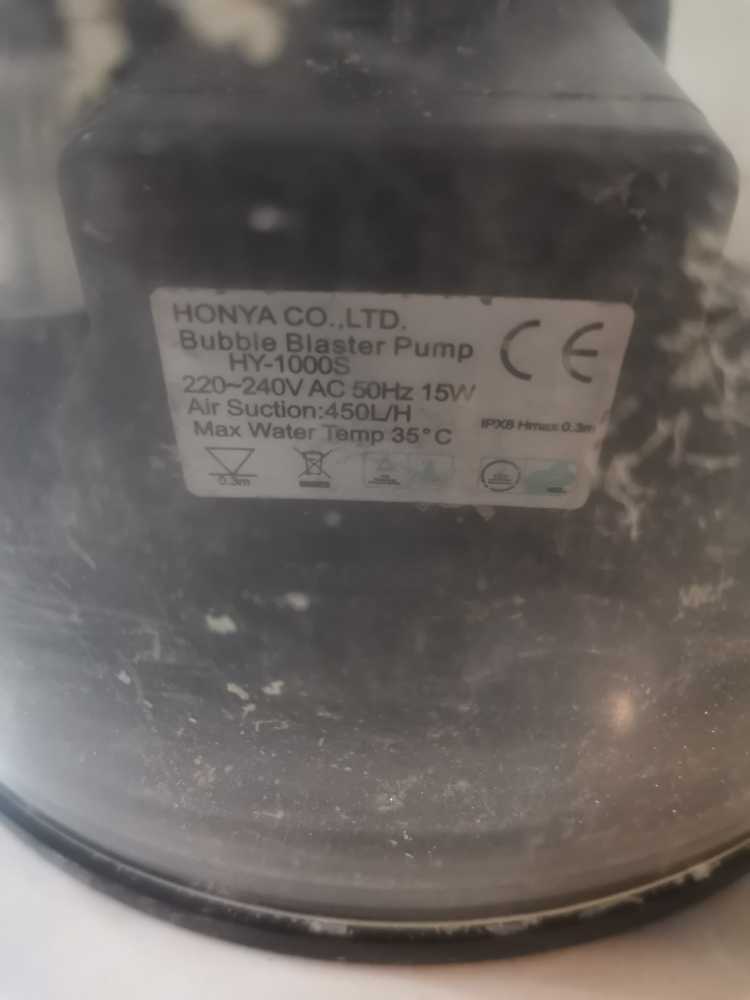 HONYA CO.,LTD.
Bubble Blaster Pump
HY-1000S
220~240V AC 50Hz 15W
Air Suction:450L/H
Max Water Temp 35°C
CE
IPX8 Hmax 0.3m
0.3m